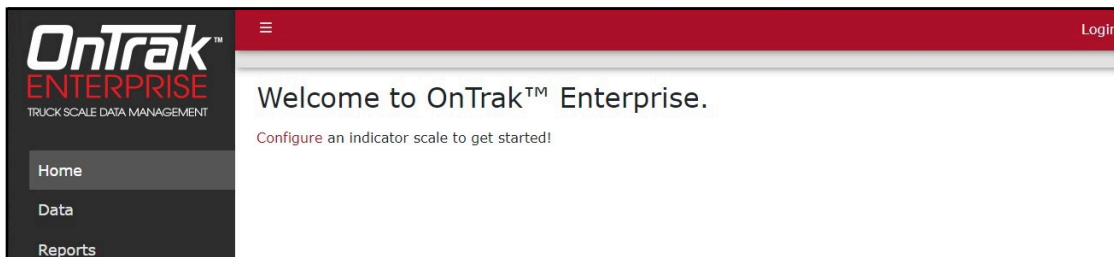 OnTrak™
ENTERPRISE
TRUCK SCALE DATA MANAGEMENT
Login
Welcome to OnTrak™ Enterprise.
Configure an indicator scale to get started!
Home
Data
Reports